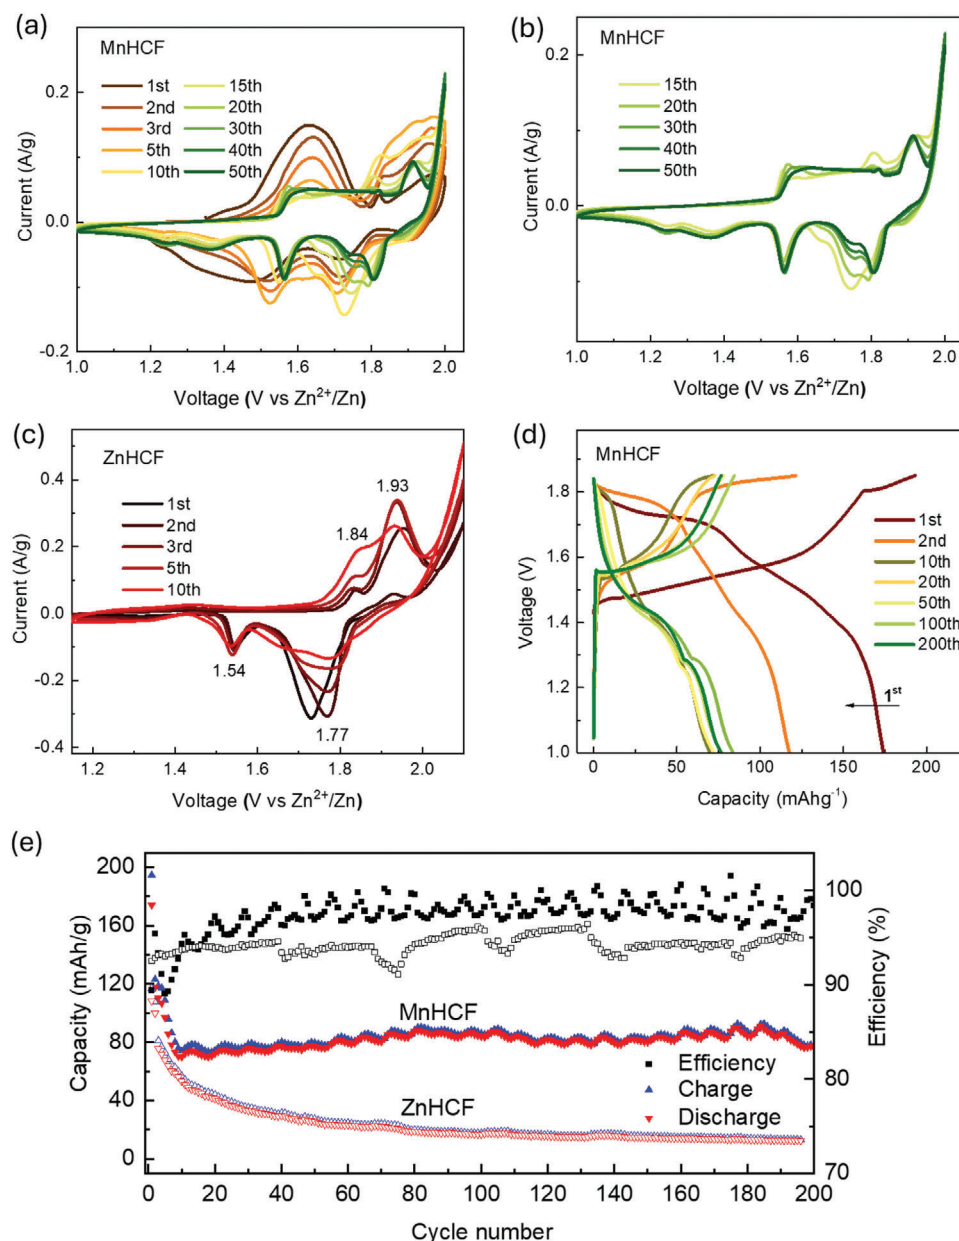 (a)
MnHCF
1st
2nd
3rd
5th
10th
15th
20th
30th
40th
50th
0.2
0.0
-0.2
Current (A/g)
1.0 1.2 1.4 1.6 1.8 2.0
Voltage (V vs Zn²⁺/Zn)
(b)
MnHCF
15th
20th
30th
40th
50th
0.2
0.0
Current (A/g)
1.0 1.2 1.4 1.6 1.8 2.0
Voltage (V vs Zn²⁺/Zn)
(c)
ZnHCF
1st
2nd
3rd
5th
10th
1.93
1.84
1.54
1.77
0.4
0.2
0.0
-0.2
-0.4
Current (A/g)
1.2 1.4 1.6 1.8 2.0
Voltage (V vs Zn²⁺/Zn)
(d)
MnHCF
1st
2nd
10th
20th
50th
100th
200th
1ˢᵗ
1.8
1.6
1.4
1.2
1.0
Voltage (V)
0 50 100 150 200
Capacity (mAhg⁻¹)
(e)
200
160
120
80
40
0
Capacity (mAh/g)
MnHCF
ZnHCF
Efficiency
Charge
Discharge
100
90
80
70
Efficiency (%)
0 20 40 60 80 100 120 140 160 180 200
Cycle number